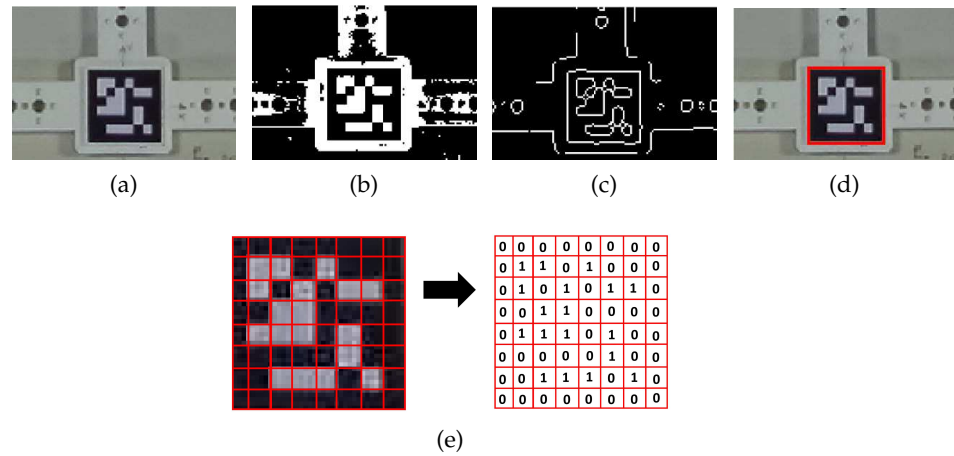 (a) (b) (c) (d)
0 0 0 0 0 0 0 0
0 1 1 0 1 0 0 0
0 1 0 1 0 1 1 0
0 0 1 1 0 0 0 0
0 1 1 1 0 1 0 0
0 0 0 0 0 1 0 0
0 0 1 1 1 0 1 0
0 0 0 0 0 0 0 0
(e)